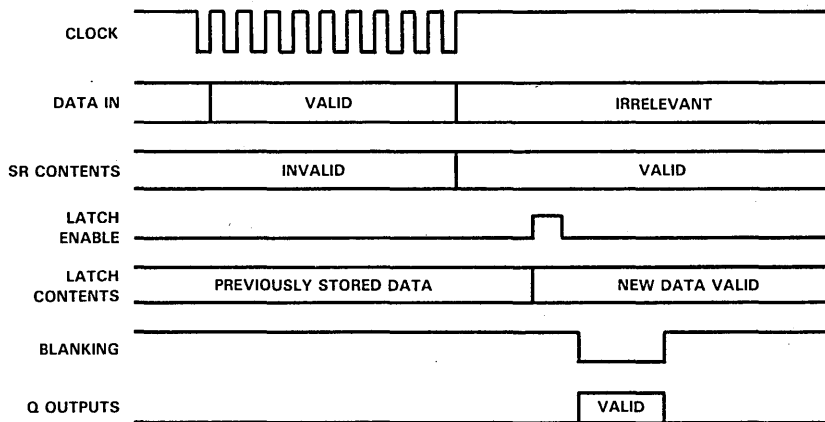 CLOCK
DATA IN
VALID
IRRELEVANT
SR CONTENTS
INVALID
VALID
LATCH
ENABLE
LATCH
CONTENTS
PREVIOUSLY STORED DATA
NEW DATA VALID
BLANKING
Q OUTPUTS
VALID